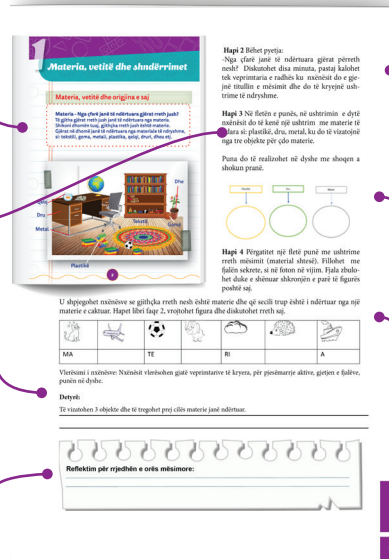 1
Materia, vetitë dhe shndërrimet
Materia, vetitë dhe origjina e saj
Materia - Nga çfarë janë të ndërtuara gjërat rreth jush?
Të gjitha gjërat rreth jush janë të ndërtuara nga materia.
Shikoni dhomën tuaj, gjithçka rreth jush është materie.
Gjërat në dhomë janë të ndërtuara nga materiale të ndryshme,
si: tekstili, goma, metali, plastika, qelqi, druri, dheu etj.
Dhe
Dru
Metal
Tekstil
Gomë
Plastikë
Hapi 2 Bëhet pyetja:
-Nga çfarë janë të ndërtuara gjërat përreth
nesh? Diskutohet disa minuta, pastaj kalohet
tek veprimtaria e radhës ku nxënësit do e gje-
jnë titullin e mësimit dhe do të kryejnë ush-
trime të ndryshme.
Hapi 3 Në fletën e punës, në ushtrimin e dytë
nxënësit do të kenë një ushtrim me materie të
si: plastikë, dru, metal, ku do të vizatojnë
nga tre objekte për çdo materie.
Puna do të realizohet në dyshe me shoqen a
shokun pranë.
Hapi 4 Përgatitet një fletë pune me ushtrime
rreth mësimit (material shtesë). Fillohet me
fjalën sekrete, si në foton në vijim. Fjala zbulo-
het duke e shënuar shkronjën e parë të figurës
poshtë saj.
U shpjegohet nxënësve se gjithçka rreth nesh është materie dhe që secili trup është i ndërtuar nga një
materie e caktuar. Hapet libri faqe 2, vrojtohet figura dhe diskutohet rreth saj.
MA TE RI A
Vlerësimi i nxënësve: Nxënësit vlerësohen gjatë veprimtarive të kryera, për pjesëmarrje aktive, gjetjen e fjalëve,
punën në dyshe.
Detyrë:
Të vizatohen 3 objekte dhe të tregohet prej cilës materie janë ndërtuar.
Reflektim për rrjedhën e orës mësimore: